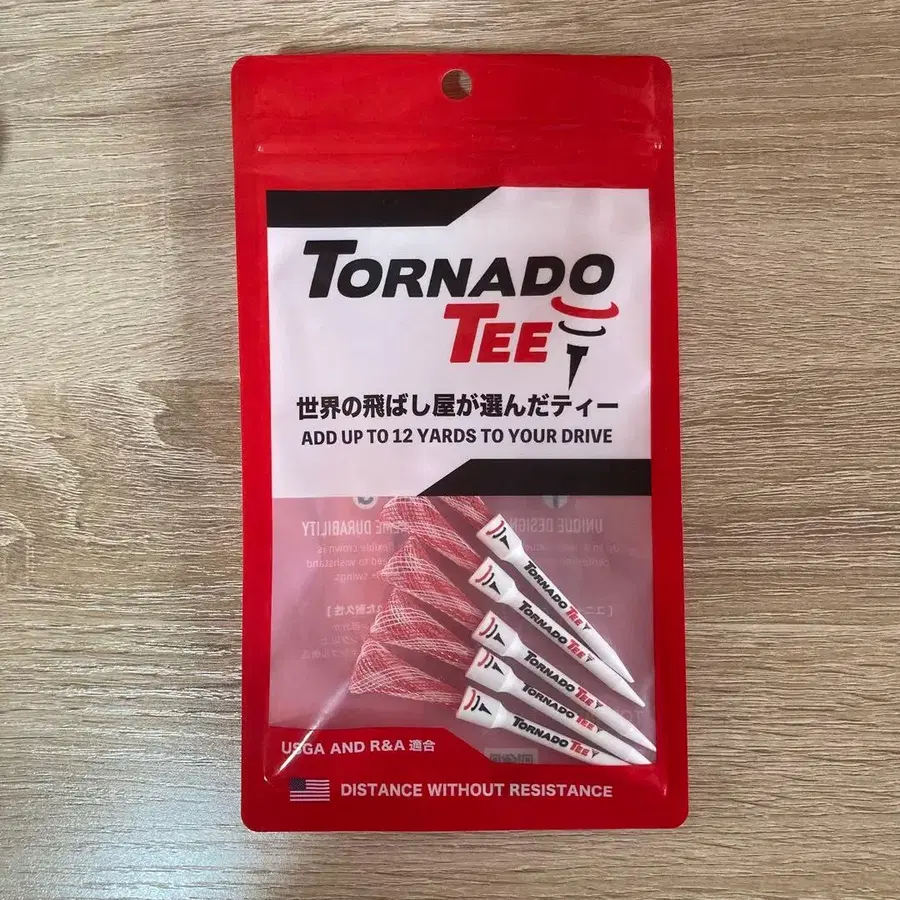 TORNADO
TEE
世界の飛ばし屋が選んだティー
ADD UP TO 12 YARDS TO YOUR DRIVE
DURABILITY
UNIQUE DESIGN
TORNADO TEE
TORNADO TEE
TORNADO TEE
TORNADO TEE
TORNADO TEE
USGA AND R&A 適合
DISTANCE WITHOUT RESISTANCE